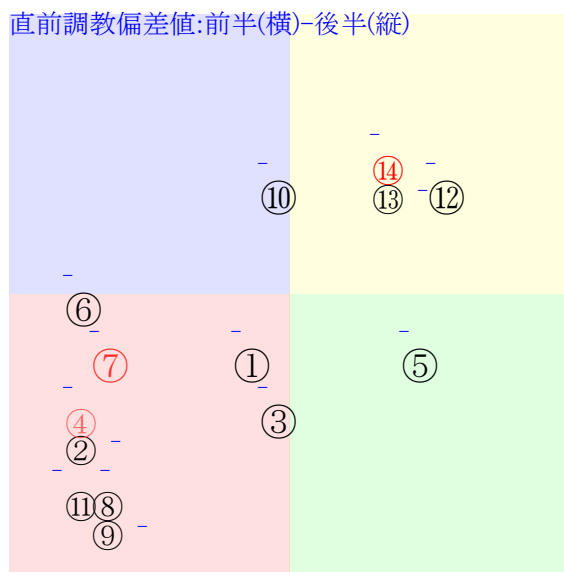 直前調教偏差値:前半(横)-後半(縦)
⑭
⑩ ⑬ ⑫
⑥
⑦ ① ⑤
④ ③
②
⑪⑧
⑨